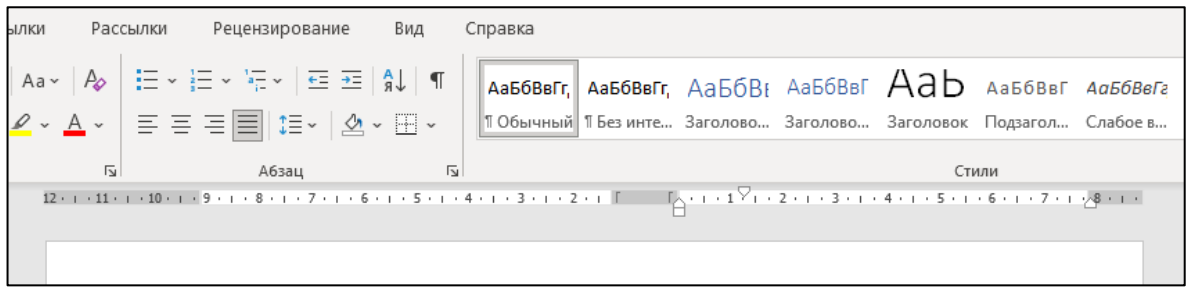 ылки Рассылки Рецензирование Вид Справка
Aa АаБбВвГг, АаБбВвГг, АаБбВ АаБбВвГ АаЬ АаБбВвГ АаБбВвГг
А ¶ Обычный ¶ Без инте... Заголово... Заголово... Заголовок Подзагол... Слабое в...
Абзац Стили
12 11 10 9 8 7 6 5 4 3 2 1 2 3 4 5 6 7 8